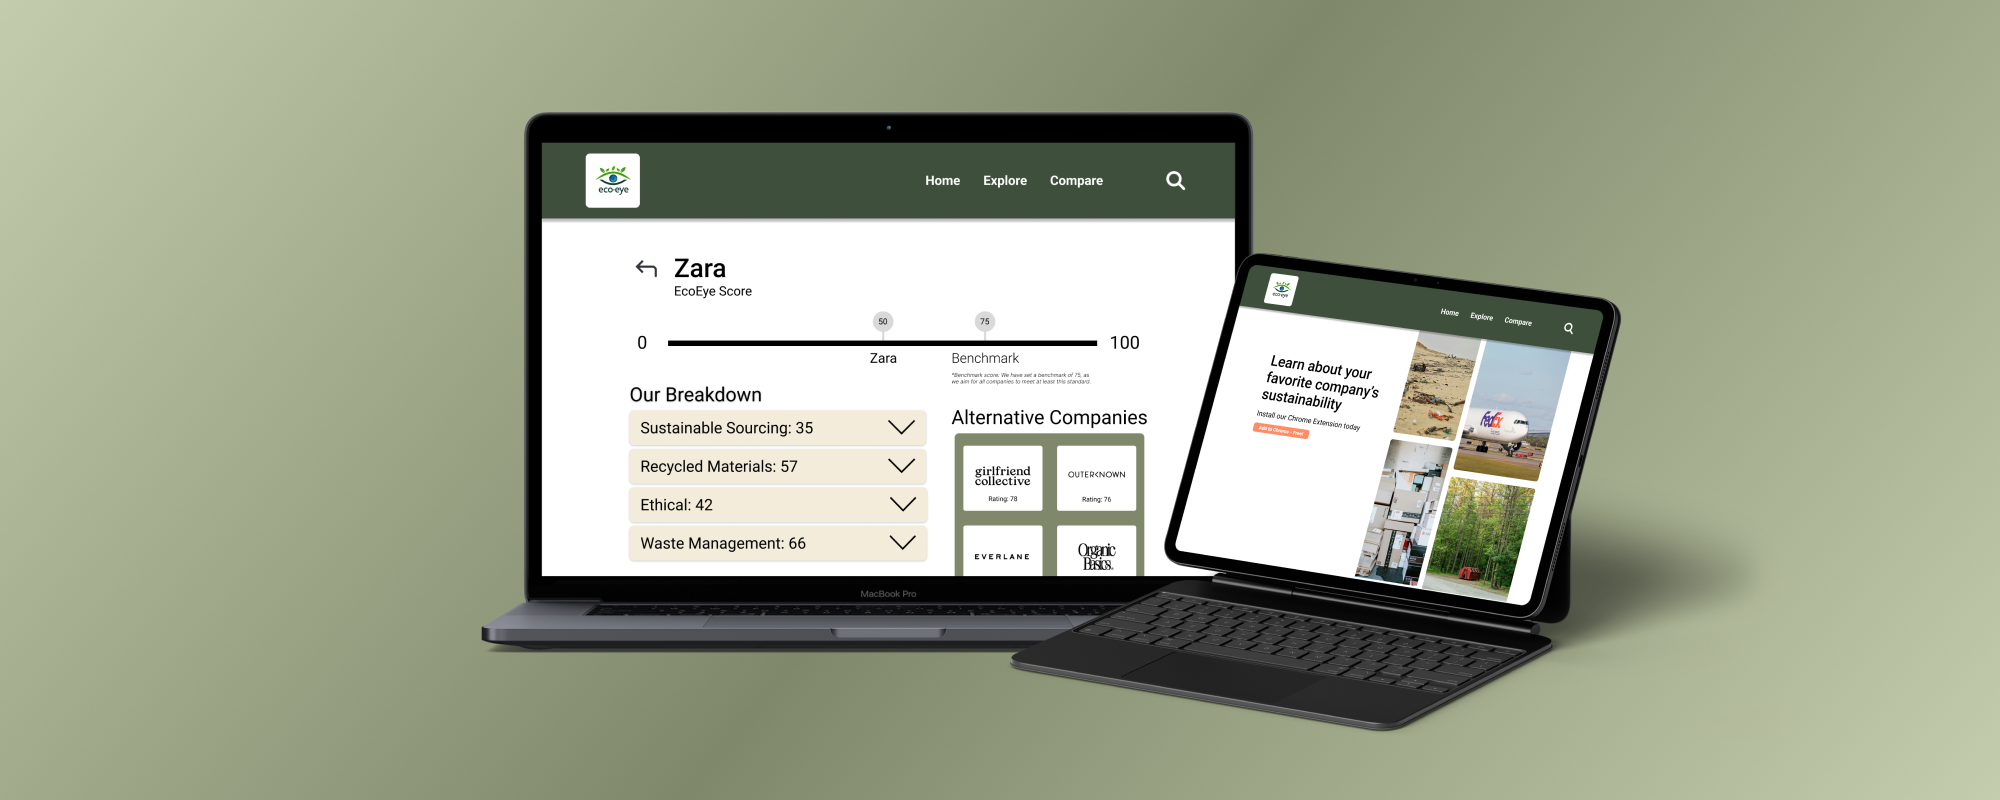 eco-eye
Home Explore Compare
Zara
EcoEye Score
50
75
0
100
Zara
Benchmark
*Benchmark score: We have set a benchmark of 75, as
we aim for all companies to meet at least this standard.
Our Breakdown
Sustainable Sourcing: 35
Recycled Materials: 57
Ethical: 42
Waste Management: 66
Alternative Companies
girlfriend
collective
Rating: 78
OUTERKNOWN
Rating: 76
EVERLANE
Organic
Basics
MacBook Pro
eco-eye
Home Explore Compare
Learn about your
favorite company's
sustainability
Install our Chrome Extension today
Add to Chrome - Free!
FedEx